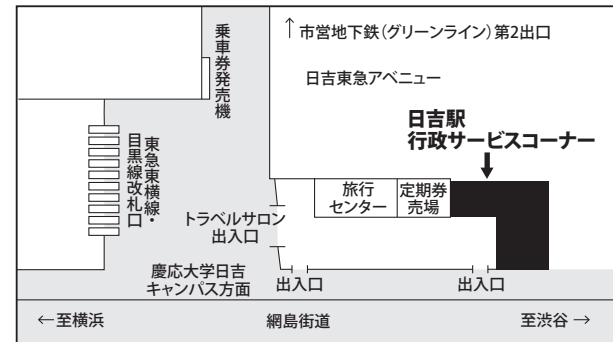 ↑市営地下鉄(グリーンライン)第2出口
乗車券発売機
日吉東急アベニュー
日吉駅
行政サービスコーナー
東急東横線・
目黒線改札口
旅行
センター
定期券
売場
トラベルサロン
出入口
慶応大学日吉
キャンパス方面
出入口
出入口
←至横浜
網島街道
至渋谷→